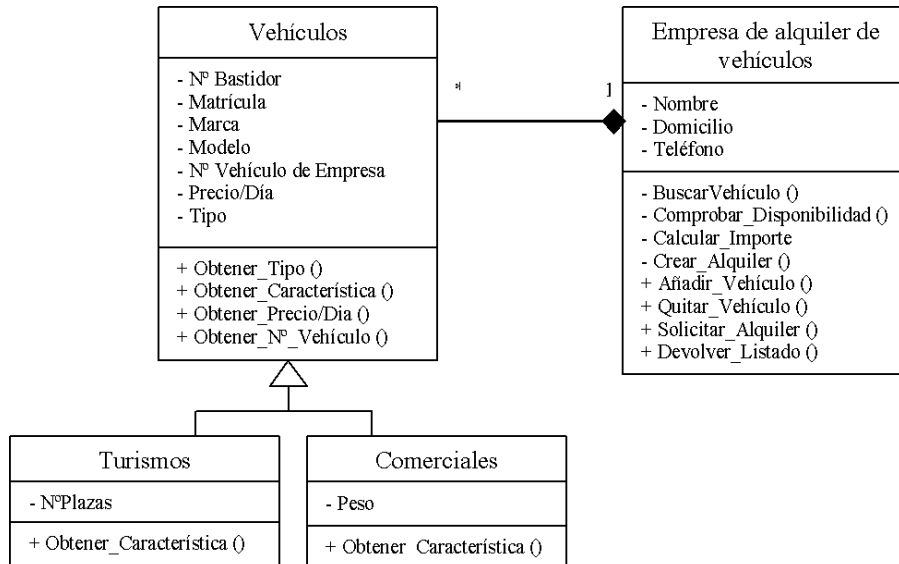 Vehículos
- Nº Bastidor
- Matrícula
- Marca
- Modelo
- Nº Vehículo de Empresa
- Precio/Día
- Tipo
+ Obtener_Tipo ()
+ Obtener_Característica ()
+ Obtener_Precio/Dia ()
+ Obtener_Nº_Vehículo ()
* 1
Empresa de alquiler de
vehículos
- Nombre
- Domicilio
- Teléfono
- BuscarVehículo ()
- Comprobar_Disponibilidad ()
- Calcular_Importe
- Crear_Alquiler ()
+ Añadir_Vehículo ()
+ Quitar_Vehículo ()
+ Solicitar_Alquiler ()
+ Devolver_Listado ()
Turismos
- NºPlazas
+ Obtener_Característica ()
Comerciales
- Peso
+ Obtener Característica ()